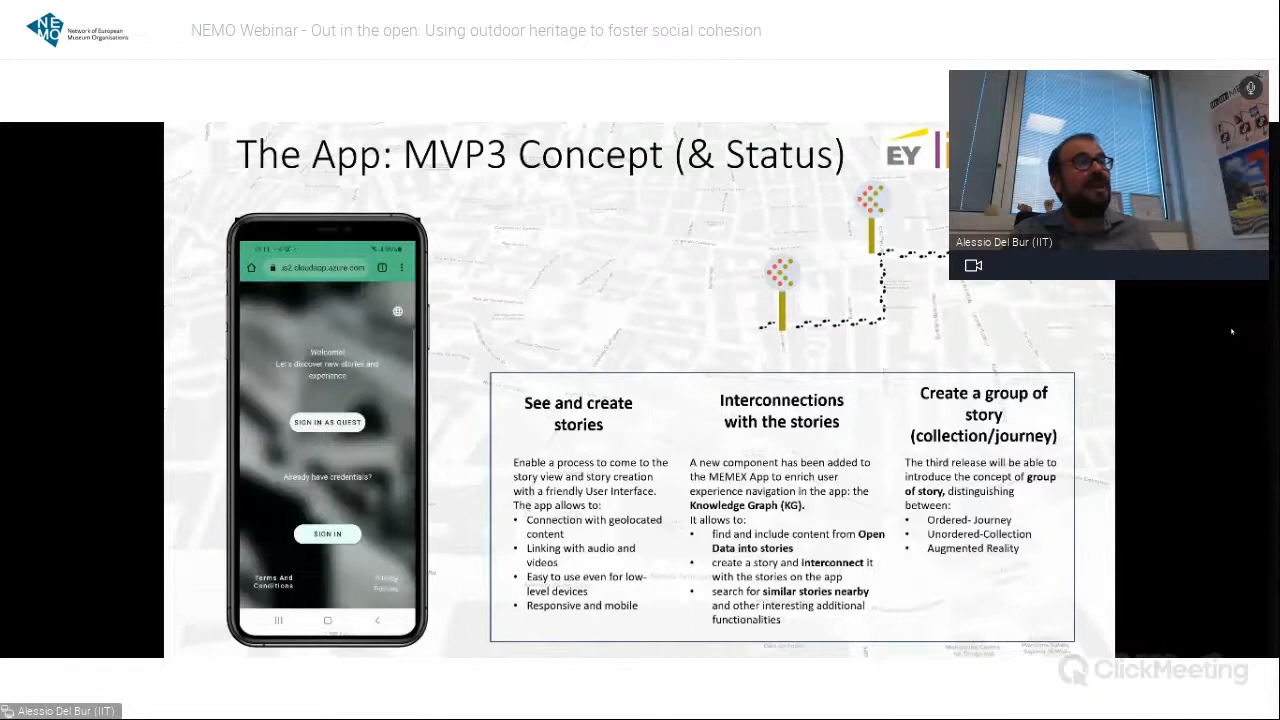 NEMO
Network of European
Museum Organisations
NEMO Webinar - Out in the open: Using outdoor heritage to foster social cohesion
The App: MVP3 Concept (& Status)
EY
Alessio Del Bur (IIT)
.cloudapp.azure.com
Welcome!
Let's discover new stories and
experience
SIGN IN AS GUEST
Already have credentials?
SIGN IN
Terms And
Conditions
Privacy
Policies
See and create
stories
Enable a process to come to the
story view and story creation
with a friendly User Interface.
The app allows to:
• Connection with geolocated
content
• Linking with audio and
videos
• Easy to use even for low-
level devices
• Responsive and mobile
Interconnections
with the stories
A new component has been added to
the MEMEX App to enrich user
experience navigation in the app: the
Knowledge Graph (KG).
It allows to:
• find and include content from Open
Data into stories
• create a story and interconnect it
with the stories on the app
• search for similar stories nearby
and other interesting additional
functionalities
Create a group of
story
(collection/journey)
The third release will be able to
introduce the concept of group
of story, distinguishing
between:
• Ordered- Journey
• Unordered-Collection
• Augmented Reality
ClickMeeting
Alessio Del Bur (IIT)